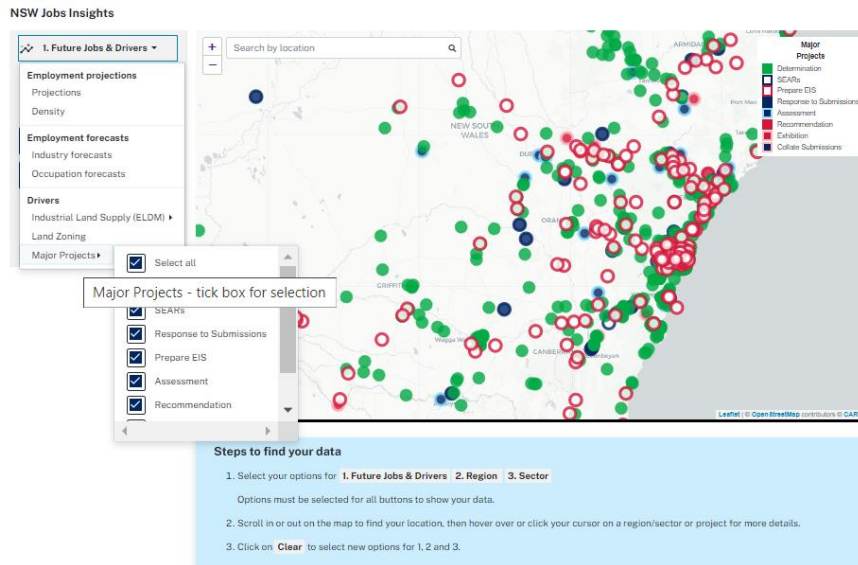 NSW Jobs Insights
1. Future Jobs & Drivers
Employment projections
Projections
Density
Employment forecasts
Industry forecasts
Occupation forecasts
Drivers
Industrial Land Supply (ELDM)
Land Zoning
Major Projects
Select all
Major Projects - tick box for selection
SEARs
Response to Submissions
Prepare EIS
Assessment
Recommendation
+
−
Search by location
NEW SOUTH
WALES
ARMIDA
Port Mac
DUB
ORAN
GRIFFIT
Wagga W
CANBERR
Major
Projects
Determination
SEARs
Prepare EIS
Response to Submissions
Assessment
Recommendation
Exhibition
Collate Submissions
Leaflet | © OpenStreetMap contributors © CAR
Steps to find your data
1. Select your options for 1. Future Jobs & Drivers 2. Region 3. Sector
Options must be selected for all buttons to show your data.
2. Scroll in or out on the map to find your location, then hover over or click your cursor on a region/sector or project for more details.
3. Click on Clear to select new options for 1, 2 and 3.